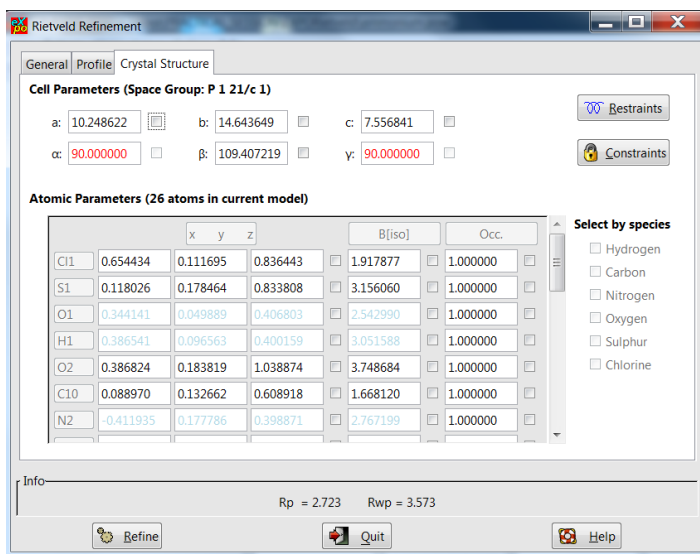 Rietveld Refinement
General Profile Crystal Structure
Cell Parameters (Space Group: P 1 21/c 1)
a: 10.248622 b: 14.643649 c: 7.556841
Restraints
α: 90.000000 β: 109.407219 γ: 90.000000
Constraints
Atomic Parameters (26 atoms in current model)
x y z B[iso] Occ.
Select by species
Cl1 0.654434 0.111695 0.836443 1.917877 1.000000
Hydrogen
S1 0.118026 0.178464 0.833808 3.156060 1.000000
Carbon
O1 0.344141 0.049889 0.406803 2.542990 1.000000
Nitrogen
H1 0.386541 0.096563 0.400159 3.051588 1.000000
Oxygen
O2 0.386824 0.183819 1.038874 3.748684 1.000000
Sulphur
C10 0.088970 0.132662 0.608918 1.668120 1.000000
Chlorine
N2 -0.411935 0.177786 0.398871 2.767199 1.000000
Info
Rp = 2.723 Rwp = 3.573
Refine Quit Help